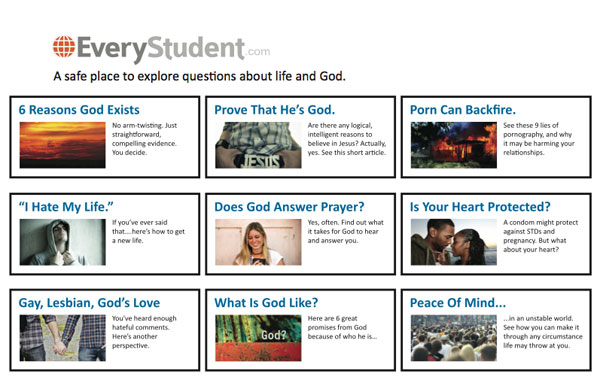 EveryStudent.com
A safe place to explore questions about life and God.
6 Reasons God Exists
No arm-twisting. Just
straightforward,
compelling evidence.
You decide.
Prove That He's God.
JESUS
Are there any logical,
intelligent reasons to
believe in Jesus? Actually,
yes. See this short article.
Porn Can Backfire.
See these 9 lies of
pornography, and why
it may be harming your
relationships.
“I Hate My Life.”
If you've ever said
that....here's how to get
a new life.
Does God Answer Prayer?
Yes, often. Find out what
it takes for God to hear
and answer you.
Is Your Heart Protected?
A condom might protect
against STDs and
pregnancy. But what
about your heart?
Gay, Lesbian, God's Love
You've heard enough
hateful comments.
Here's another
perspective.
What Is God Like?
God?
Here are 6 great
promises from God
because of who he is…
Peace Of Mind...
...in an unstable world.
See how you can make it
through any circumstance
life may throw at you.